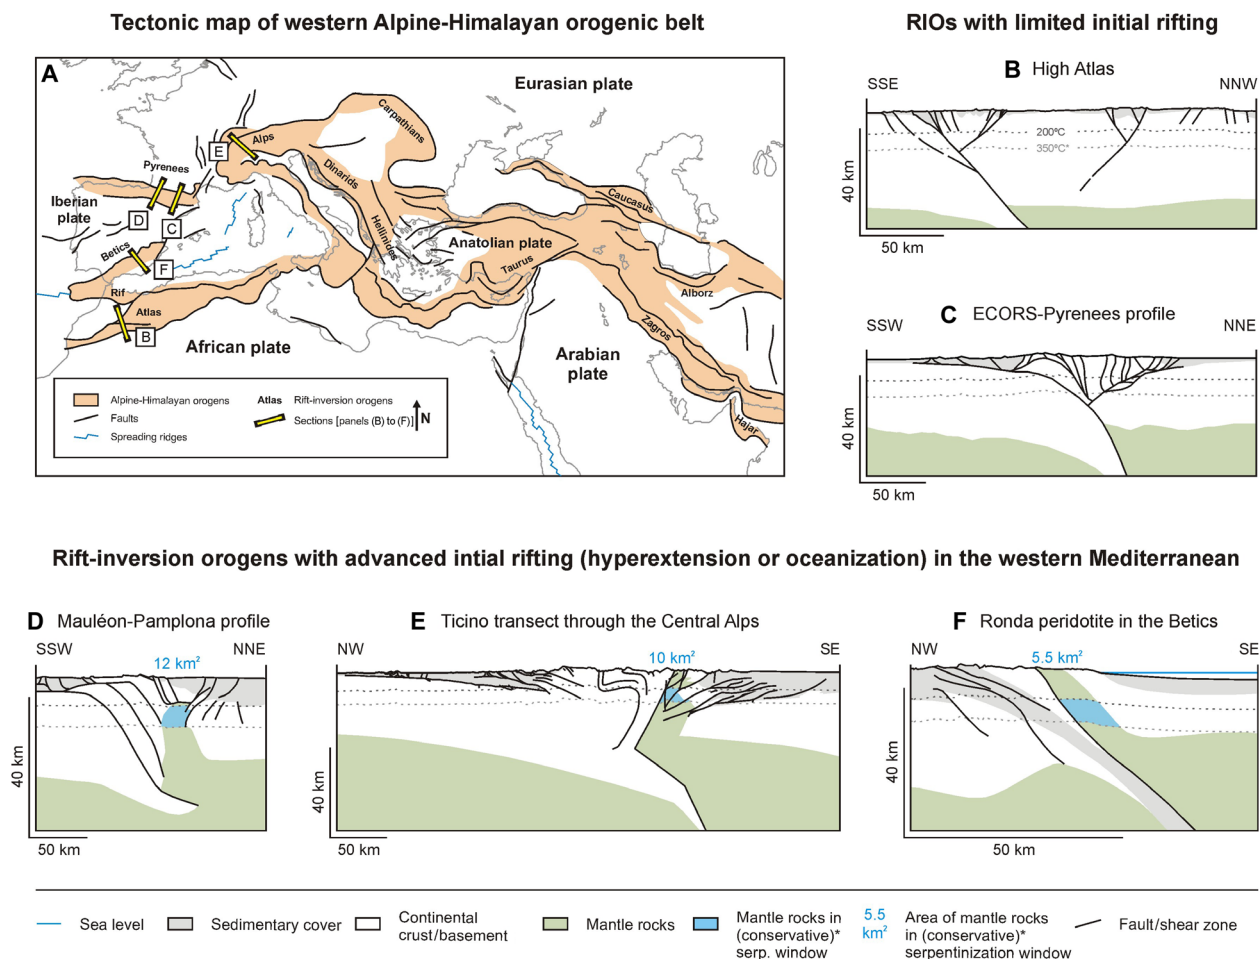 Tectonic map of western Alpine-Himalayan orogenic belt
A
Eurasian plate
Carpathians
Alps
E
Pyrenees
Dinarids
Iberian
plate
Caucasus
D
C
Hellinides
Betics
Anatolian plate
F
Taurus
Rif
Alborz
Atlas
B
Zagros
African plate
Arabian
plate
Hajar
Alpine-Himalayan orogens
Faults
Spreading ridges
Atlas Rift-inversion orogens
Sections [panels (B) to (F)]
N
RIOs with limited initial rifting
B High Atlas
SSE NNW
200ºC
350ºC*
40 km
50 km
C ECORS-Pyrenees profile
SSW NNE
40 km
50 km
Rift-inversion orogens with advanced intial rifting (hyperextension or oceanization) in the western Mediterranean
D Mauléon-Pamplona profile
SSW NNE
12 km²
40 km
50 km
E Ticino transect through the Central Alps
NW SE
10 km²
40 km
50 km
F Ronda peridotite in the Betics
NW SE
5.5 km²
40 km
50 km
Sea level
Sedimentary cover
Continental
crust/basement
Mantle rocks
Mantle rocks in
(conservative)*
serp. window
5.5
km²
Area of mantle rocks
in (conservative)*
serpentinization window
Fault/shear zone